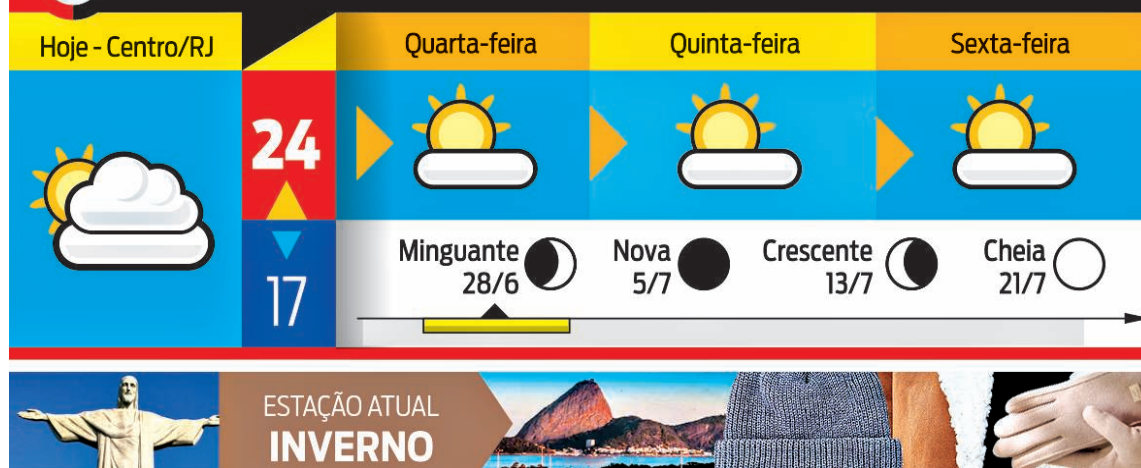 Hoje - Centro/RJ
Quarta-feira
Quinta-feira
Sexta-feira
24
17
Minguante
28/6
Nova
5/7
Crescente
13/7
Cheia
21/7
ESTAÇÃO ATUAL
INVERNO